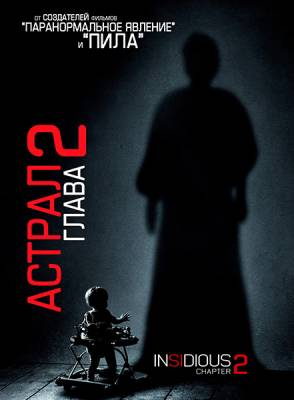 ОТ СОЗДАТЕЛЕЙ ФИЛЬМОВ
"ПАРАНОРМАЛЬНОЕ ЯВЛЕНИЕ"
И "ПИЛА"
АСТРАЛ 2
ГЛАВА
INSIDIOUS
CHAPTER 2